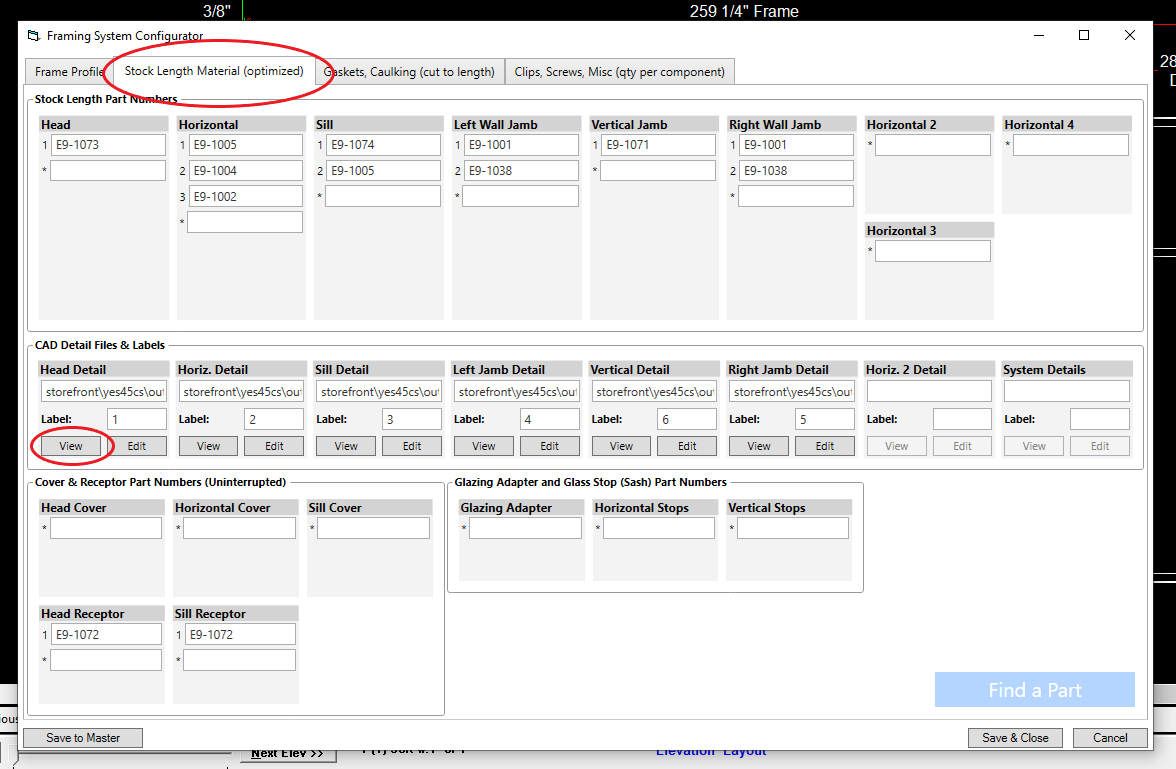 3/8"
259 1/4" Frame
Framing System Configurator
Frame Profile
Stock Length Material (optimized)
Gaskets, Caulking (cut to length)
Clips, Screws, Misc (qty per component)
Stock Length Part Numbers
Head
1 E9-1073
*
Horizontal
1 E9-1005
2 E9-1004
3 E9-1002
*
Sill
1 E9-1074
2 E9-1005
*
Left Wall Jamb
1 E9-1001
2 E9-1038
*
Vertical Jamb
1 E9-1071
*
Right Wall Jamb
1 E9-1001
2 E9-1038
*
Horizontal 2
*
Horizontal 3
*
Horizontal 4
*
CAD Detail Files & Labels
Head Detail
storefront\yes45cs\out
Label: 1
View Edit
Horiz. Detail
storefront\yes45cs\out
Label: 2
View Edit
Sill Detail
storefront\yes45cs\out
Label: 3
View Edit
Left Jamb Detail
storefront\yes45cs\out
Label: 4
View Edit
Vertical Detail
storefront\yes45cs\out
Label: 6
View Edit
Right Jamb Detail
storefront\yes45cs\out
Label: 5
View Edit
Horiz. 2 Detail
Label:
View Edit
System Details
Label:
View Edit
Cover & Receptor Part Numbers (Uninterrupted)
Head Cover
*
Horizontal Cover
*
Sill Cover
*
Head Receptor
1 E9-1072
*
Sill Receptor
1 E9-1072
*
Glazing Adapter and Glass Stop (Sash) Part Numbers
Glazing Adapter
*
Horizontal Stops
*
Vertical Stops
*
Find a Part
Save to Master
Save & Close
Cancel
Next Elev >>
Elevation Layout